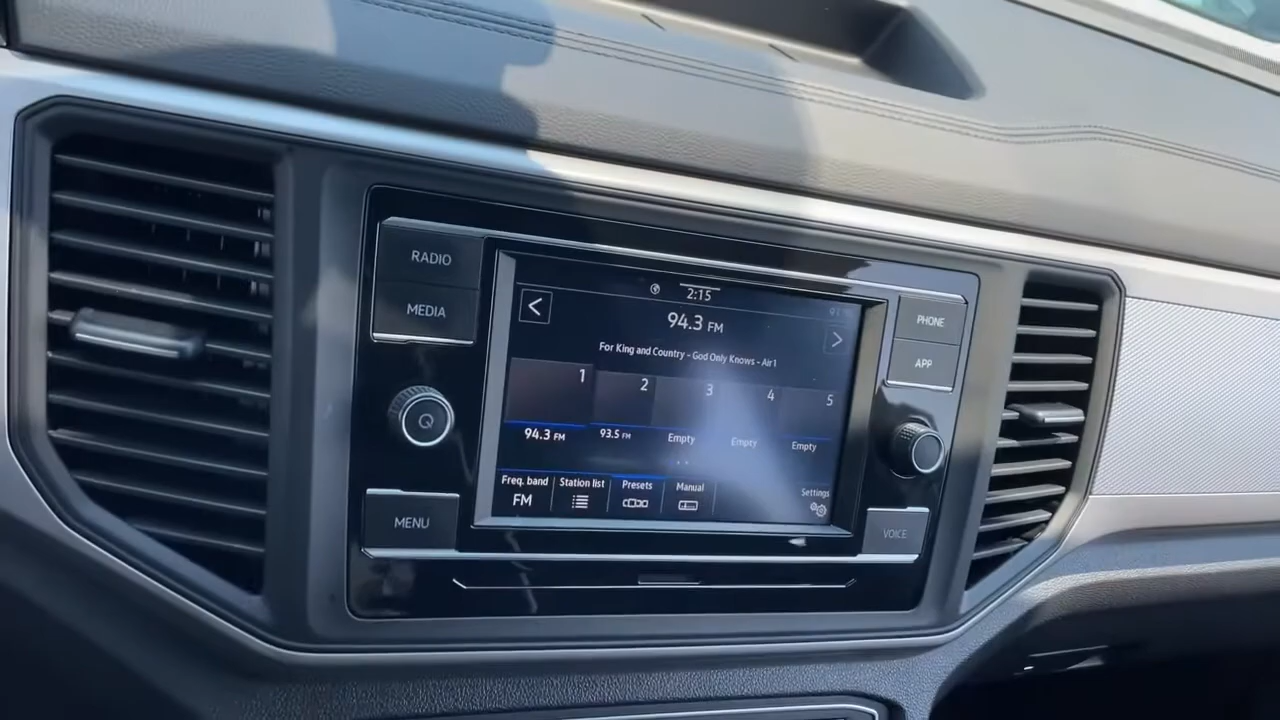 RADIO
MEDIA
2:15
94.3 FM
For King and Country - God Only Knows - Air1
1 2 3 4 5
94.3 FM 93.5 FM Empty Empty Empty
Freq. band Station list Presets Manual Settings
FM
MENU
PHONE
APP
VOICE